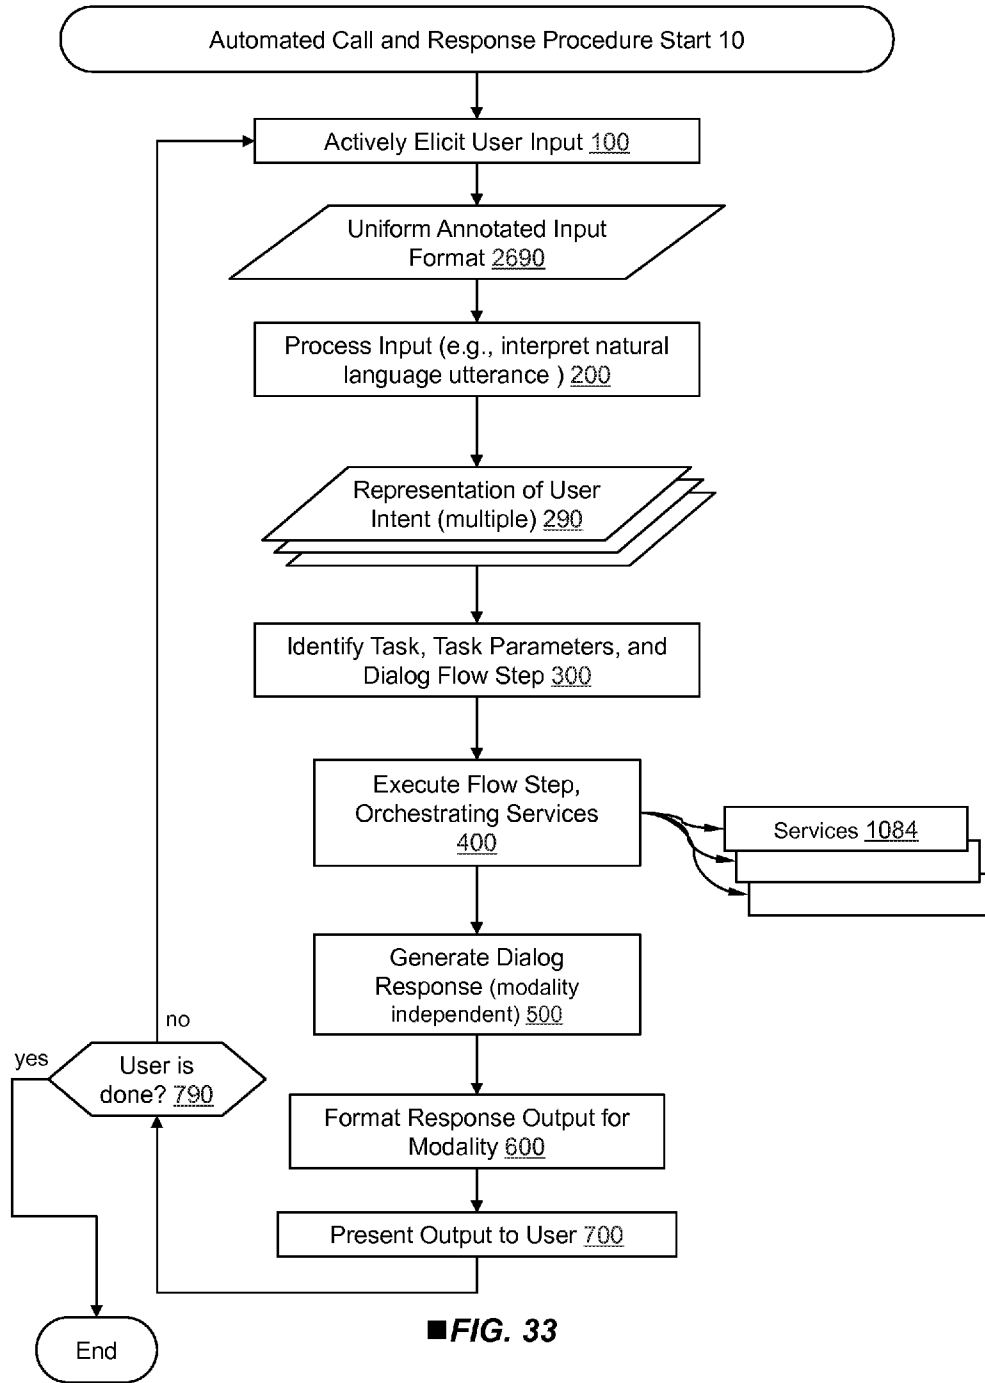 Automated Call and Response Procedure Start 10
Actively Elicit User Input 100
Uniform Annotated Input
Format 2690
Process Input (e.g., interpret natural
language utterance ) 200
Representation of User
Intent (multiple) 290
Identify Task, Task Parameters, and
Dialog Flow Step 300
Execute Flow Step,
Orchestrating Services
400
Services 1084
Generate Dialog
Response (modality
independent) 500
no
yes
User is
done? 790
Format Response Output for
Modality 600
Present Output to User 700
■FIG. 33
End